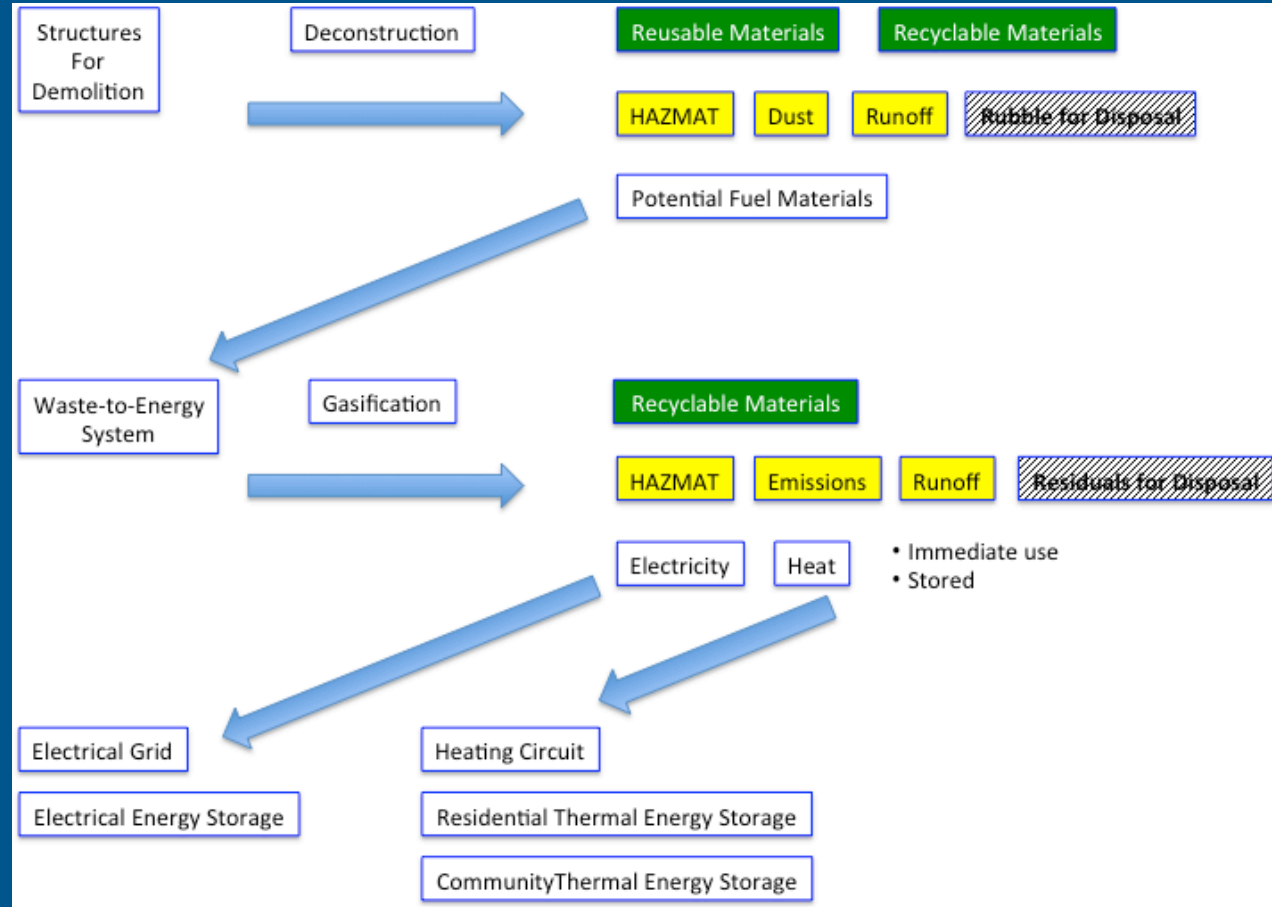 Structures
For
Demolition
Deconstruction
Reusable Materials
Recyclable Materials
HAZMAT
Dust
Runoff
Rubble for Disposal
Potential Fuel Materials
Waste-to-Energy
System
Gasification
Recyclable Materials
HAZMAT
Emissions
Runoff
Residuals for Disposal
Electricity
Heat
• Immediate use
• Stored
Electrical Grid
Heating Circuit
Electrical Energy Storage
Residential Thermal Energy Storage
CommunityThermal Energy Storage